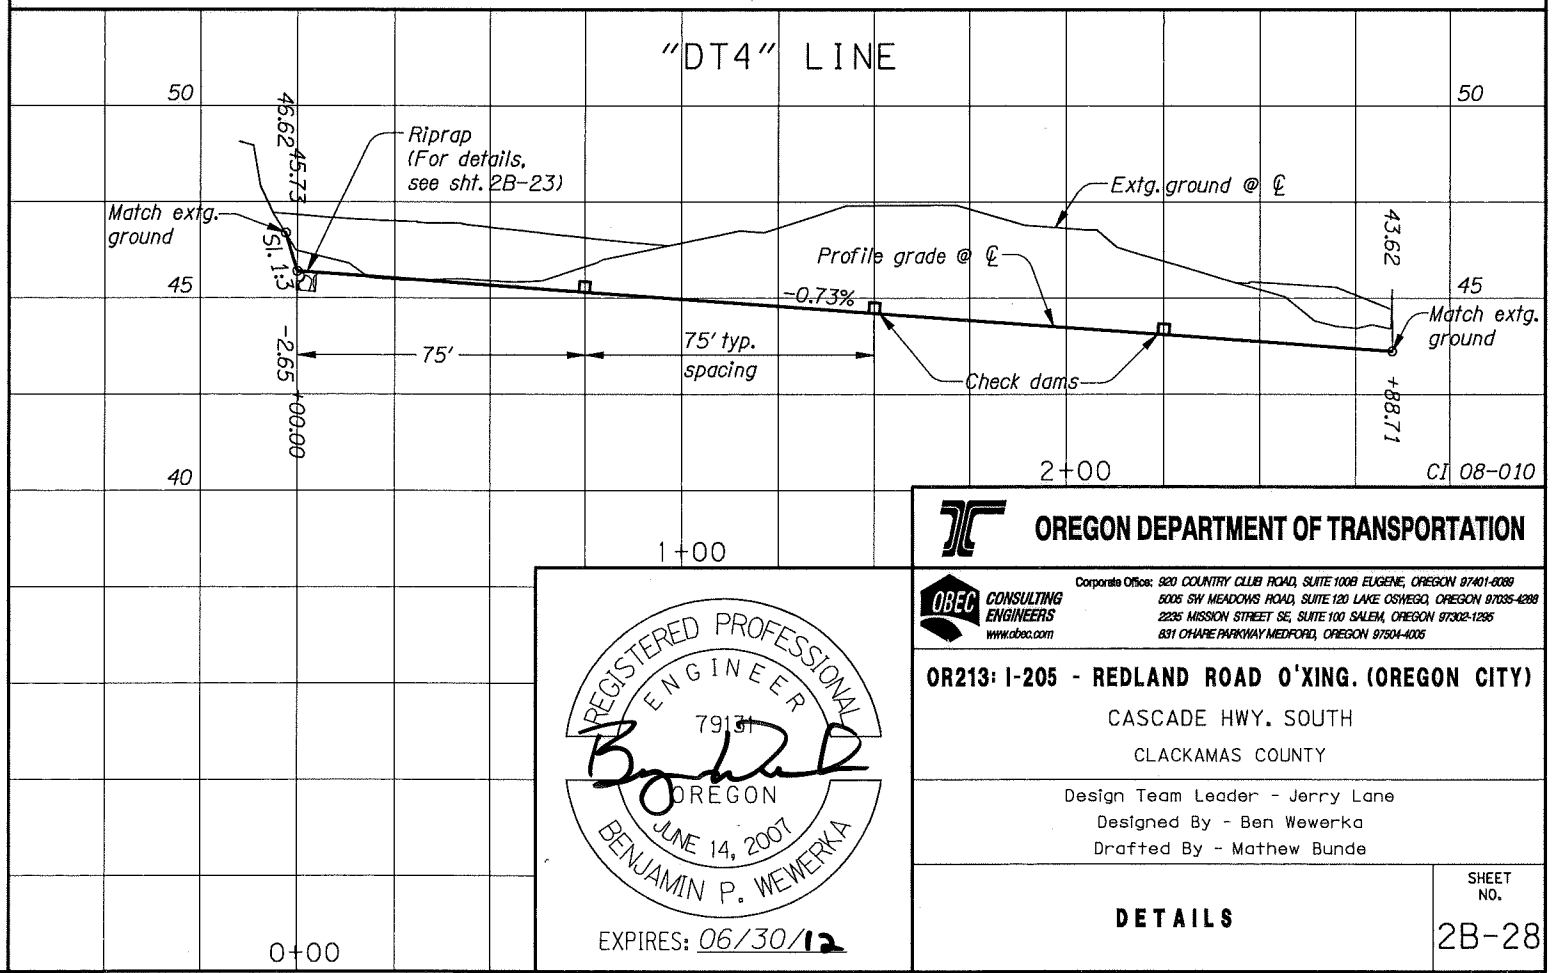 "DT4" LINE
50
50
46.62
45.73
Riprap
(For details,
see sht. 2B-23)
Extg. ground @ ℄
Match extg.
ground
43.62
Sl. 1:3
Profile grade @ ℄
45
-0.73%
45
Match extg.
ground
-2.65
75'
75' typ.
spacing
Check dams
+00.00
+88.71
40
2+00
CI 08-010
1+00
0+00
OREGON DEPARTMENT OF TRANSPORTATION
OBEC
CONSULTING
ENGINEERS
www.obec.com
Corporate Office: 920 COUNTRY CLUB ROAD, SUITE 100B EUGENE, OREGON 97401-6089
5005 SW MEADOWS ROAD, SUITE 120 LAKE OSWEGO, OREGON 97035-4288
2235 MISSION STREET SE, SUITE 100 SALEM, OREGON 97302-1295
831 O'HARE PARKWAY MEDFORD, OREGON 97504-4005
OR213: I-205 - REDLAND ROAD O'XING. (OREGON CITY)
CASCADE HWY. SOUTH
CLACKAMAS COUNTY
Design Team Leader - Jerry Lane
Designed By - Ben Wewerka
Drafted By - Mathew Bunde
DETAILS
SHEET
NO.
2B-28
REGISTERED PROFESSIONAL
ENGINEER
79131
OREGON
JUNE 14, 2007
BENJAMIN P. WEWERKA
EXPIRES: 06/30/12